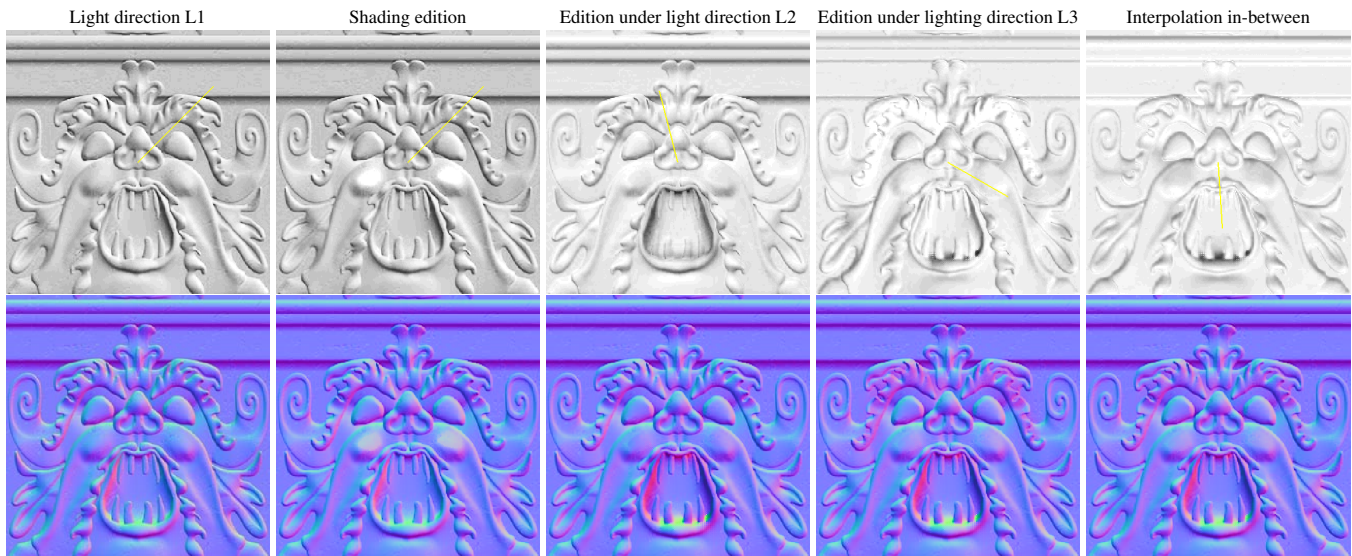 Light direction L1
Shading edition
Edition under light direction L2
Edition under lighting direction L3
Interpolation in-between